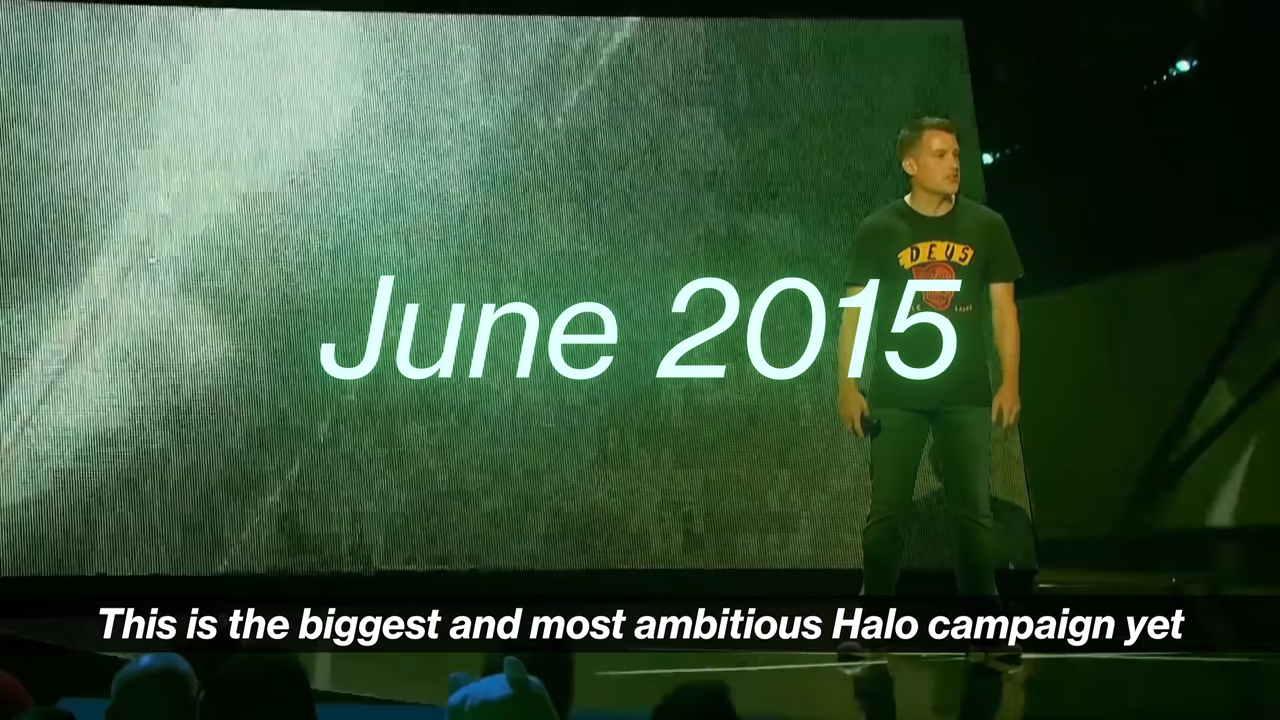 DEUS
June 2015
This is the biggest and most ambitious Halo campaign yet